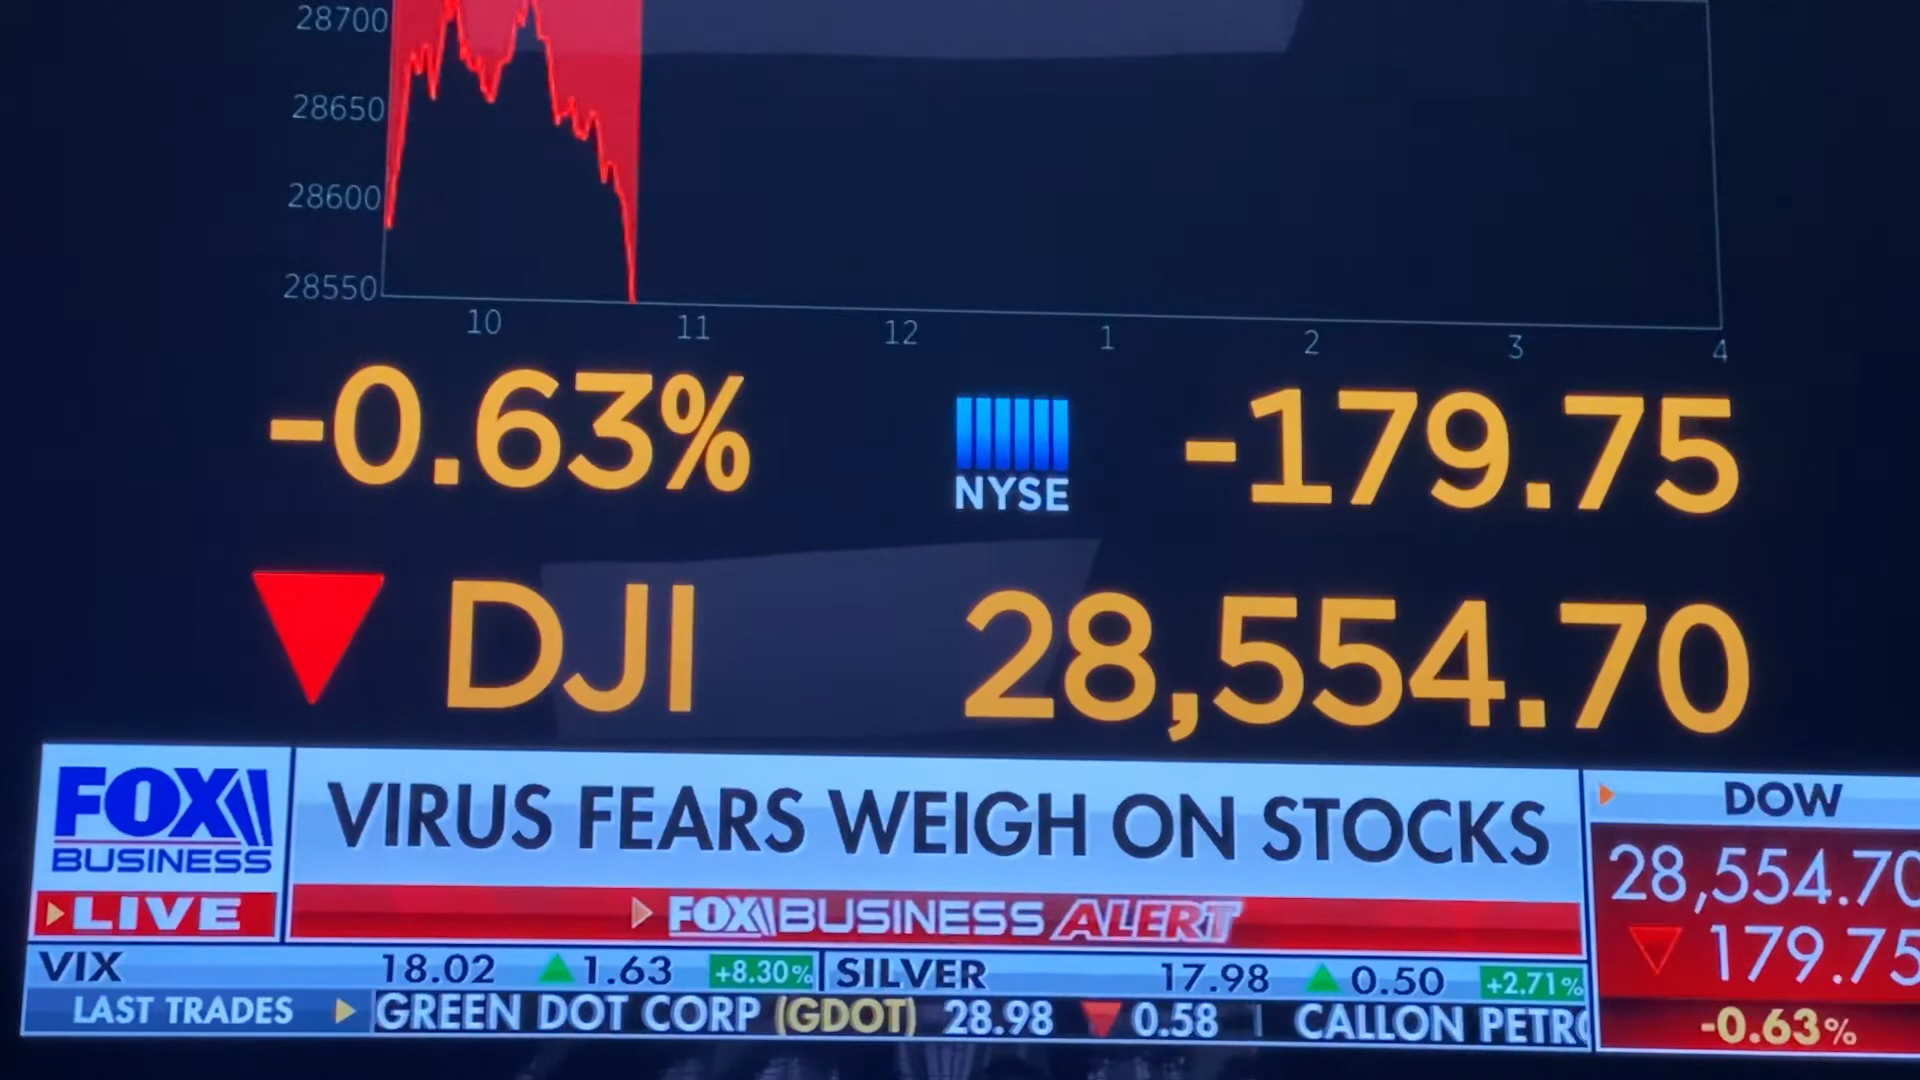 28700
28650
28600
28550
10 11 12 1 2 3 4
-0.63% NYSE -179.75
DJI 28,554.70
FOX BUSINESS
LIVE
VIRUS FEARS WEIGH ON STOCKS
FOX BUSINESS ALERT
DOW
28,554.70
179.75
-0.63%
VIX 18.02 1.63 +8.30% SILVER 17.98 0.50 +2.71%
LAST TRADES GREEN DOT CORP (GDOT) 28.98 0.58 CALLON PETRO